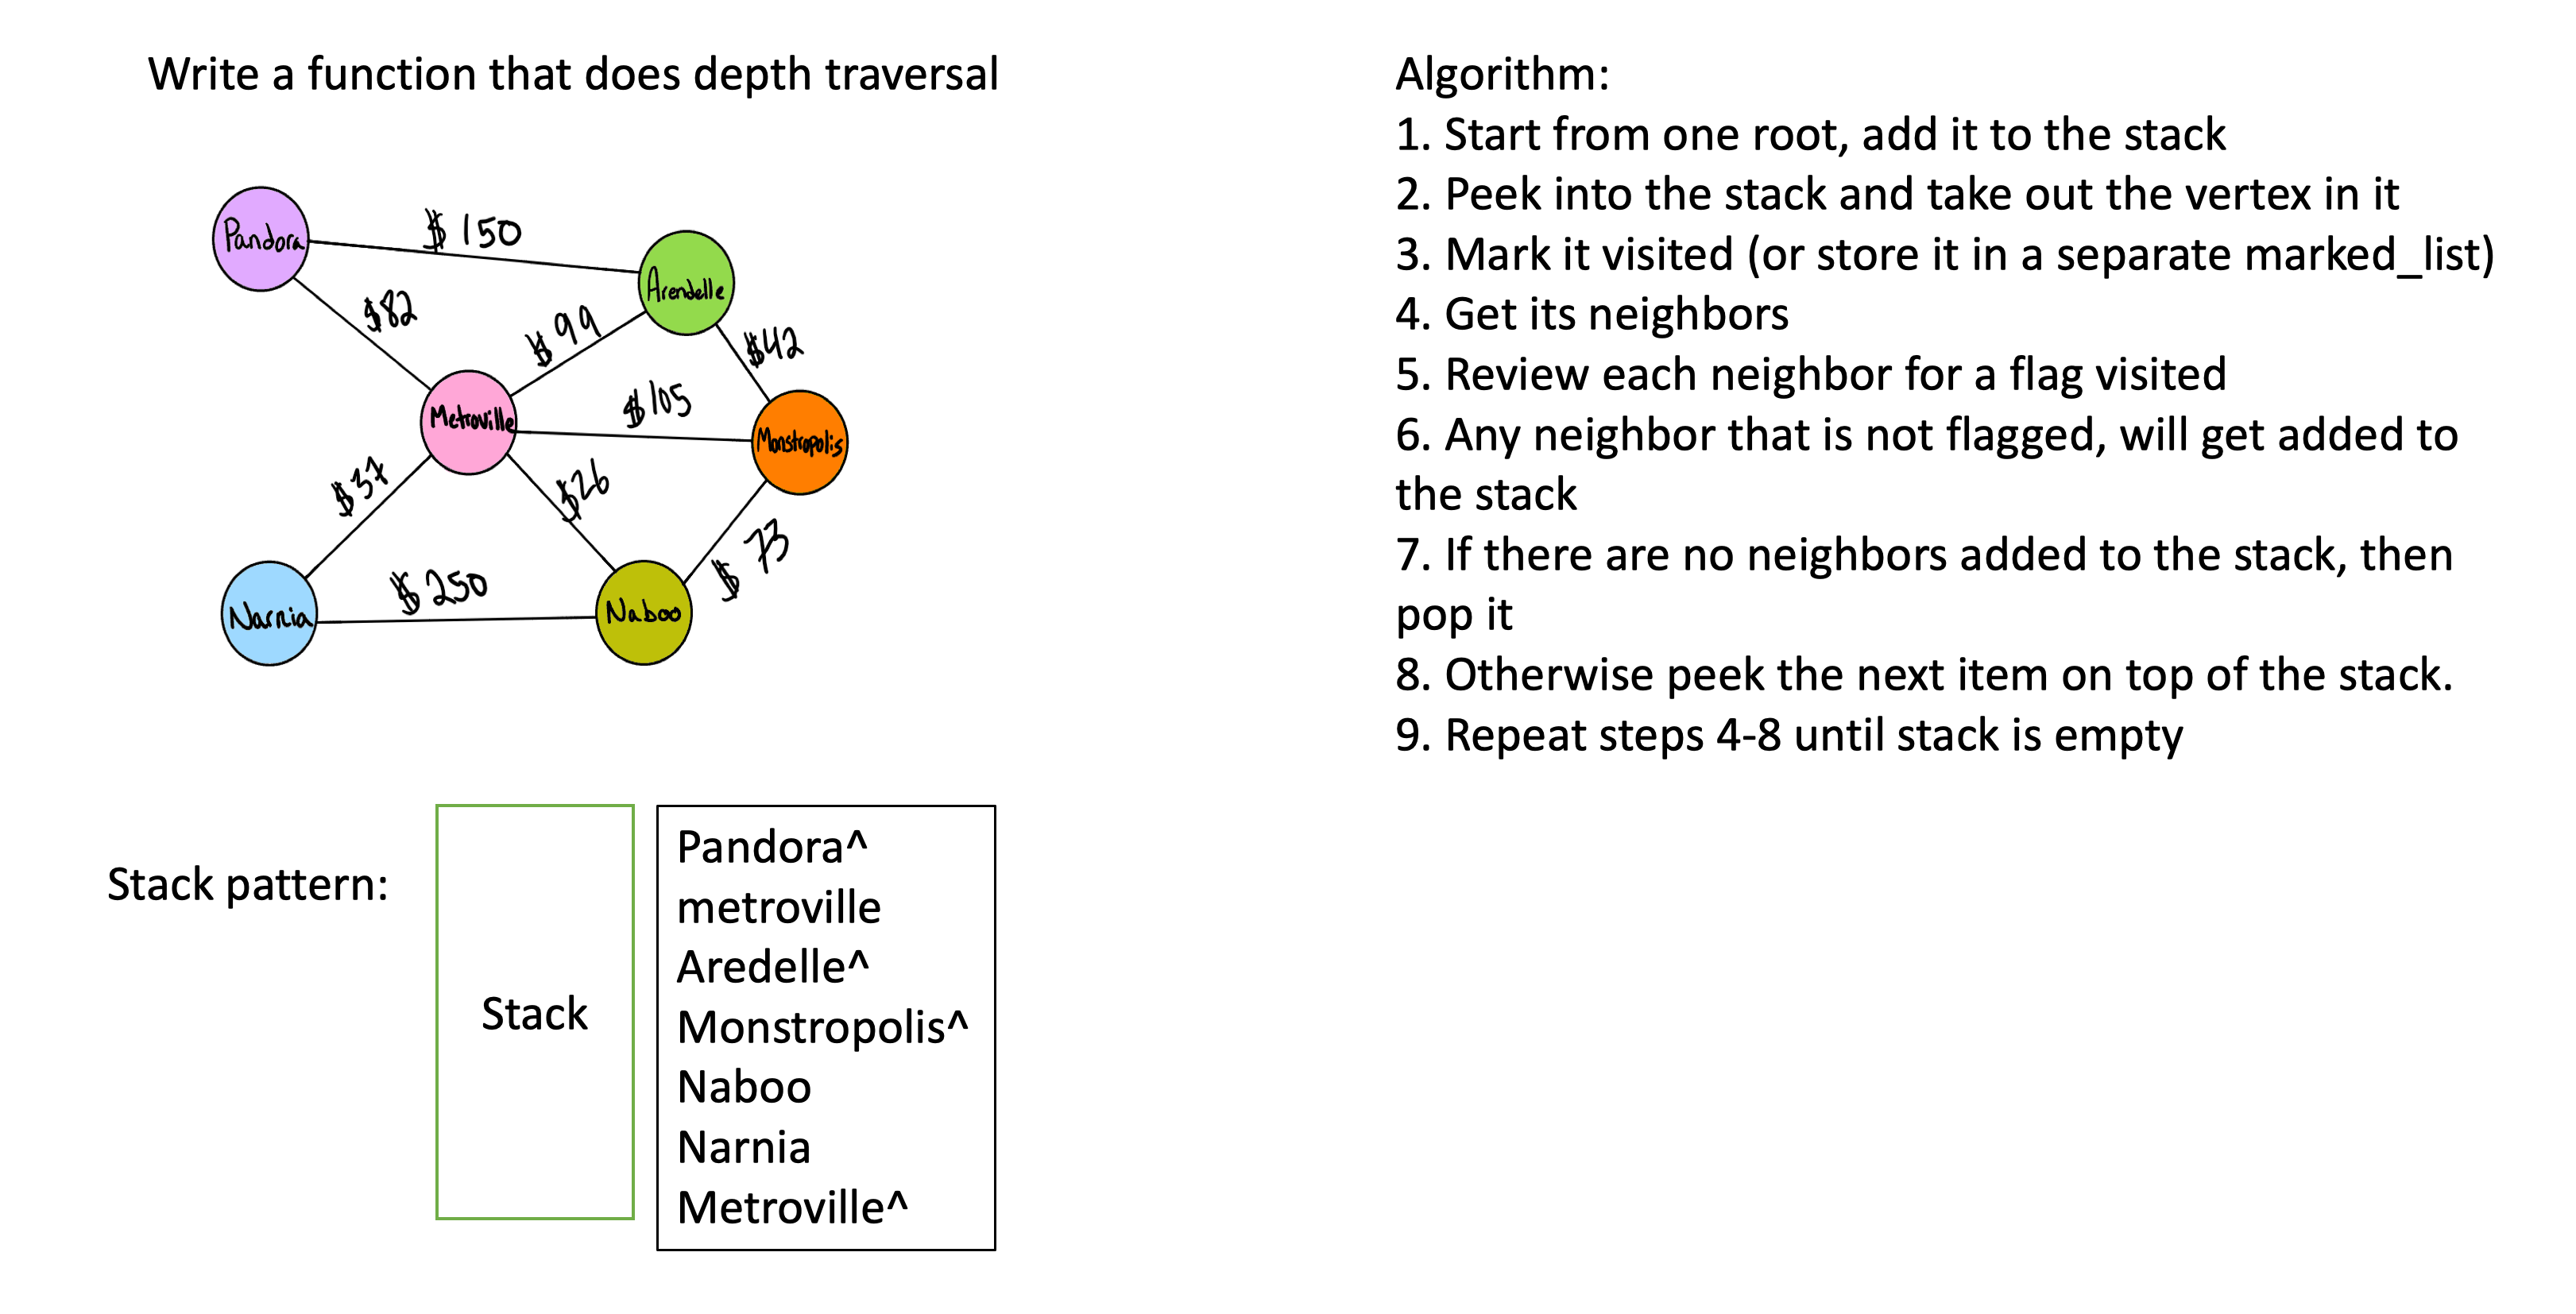 Write a function that does depth traversal
Pandora
$150
Arendelle
$82
$99
$42
Metroville
$105
Monstropolis
$37
$26
$73
Narnia
$250
Naboo
Stack pattern:
Stack
Pandora^
metroville
Aredelle^
Monstropolis^
Naboo
Narnia
Metroville^
Algorithm:
1. Start from one root, add it to the stack
2. Peek into the stack and take out the vertex in it
3. Mark it visited (or store it in a separate marked_list)
4. Get its neighbors
5. Review each neighbor for a flag visited
6. Any neighbor that is not flagged, will get added to
the stack
7. If there are no neighbors added to the stack, then
pop it
8. Otherwise peek the next item on top of the stack.
9. Repeat steps 4-8 until stack is empty